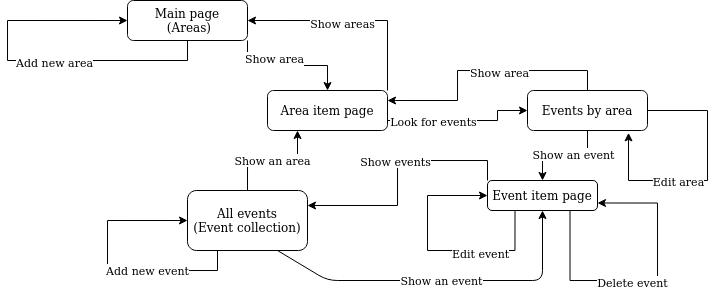 Main page
(Areas)
Show areas
Add new area
Show area
Show area
Area item page
Events by area
Look for events
Show an event
Show an area
Show events
Edit area
Event item page
All events
(Event collection)
Edit event
Add new event
Show an event
Delete event